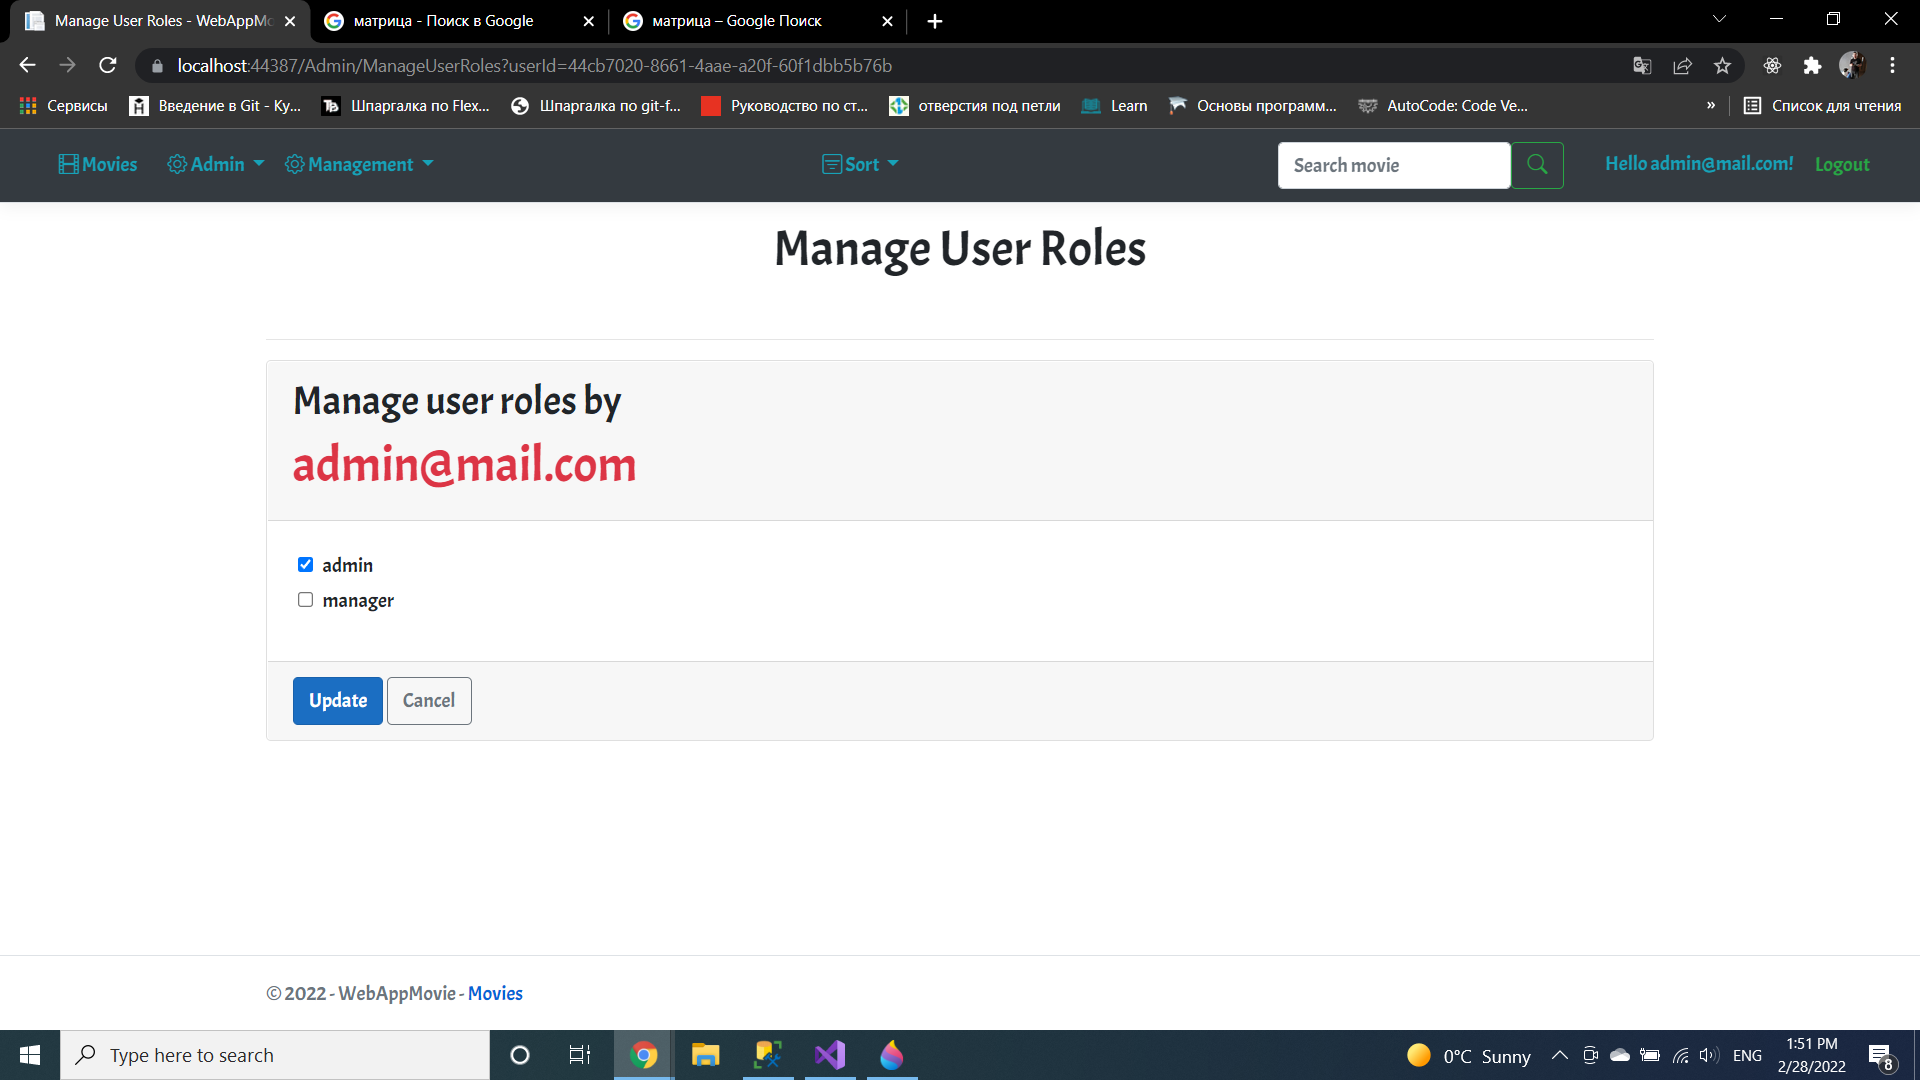 Manage User Roles - WebAppMo
матрица - Поиск в Google
матрица – Google Поиск
localhost:44387/Admin/ManageUserRoles?userId=44cb7020-8661-4aae-a20f-60f1dbb5b76b
Сервисы
Введение в Git - Ку...
Шпаргалка по Flex...
Шпаргалка по git-f...
Руководство по ст...
отверстия под петли
Learn
Основы программ...
AutoCode: Code Ve...
»
Список для чтения
Movies
Admin
Management
Sort
Search movie
Hello admin@mail.com!
Logout
Manage User Roles
Manage user roles by
admin@mail.com
admin
manager
Update
Cancel
© 2022 - WebAppMovie - Movies
Type here to search
0°C Sunny
ENG
1:51 PM
2/28/2022
8